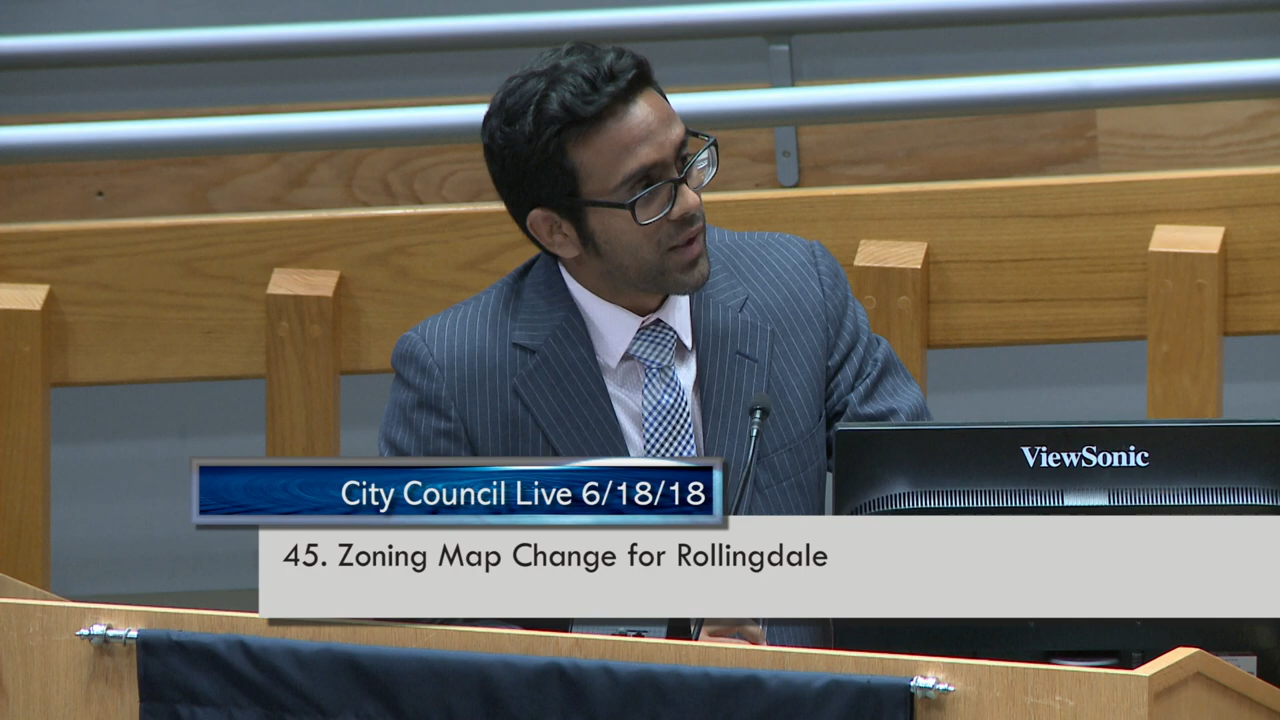 ViewSonic
City Council Live 6/18/18
45. Zoning Map Change for Rollingdale